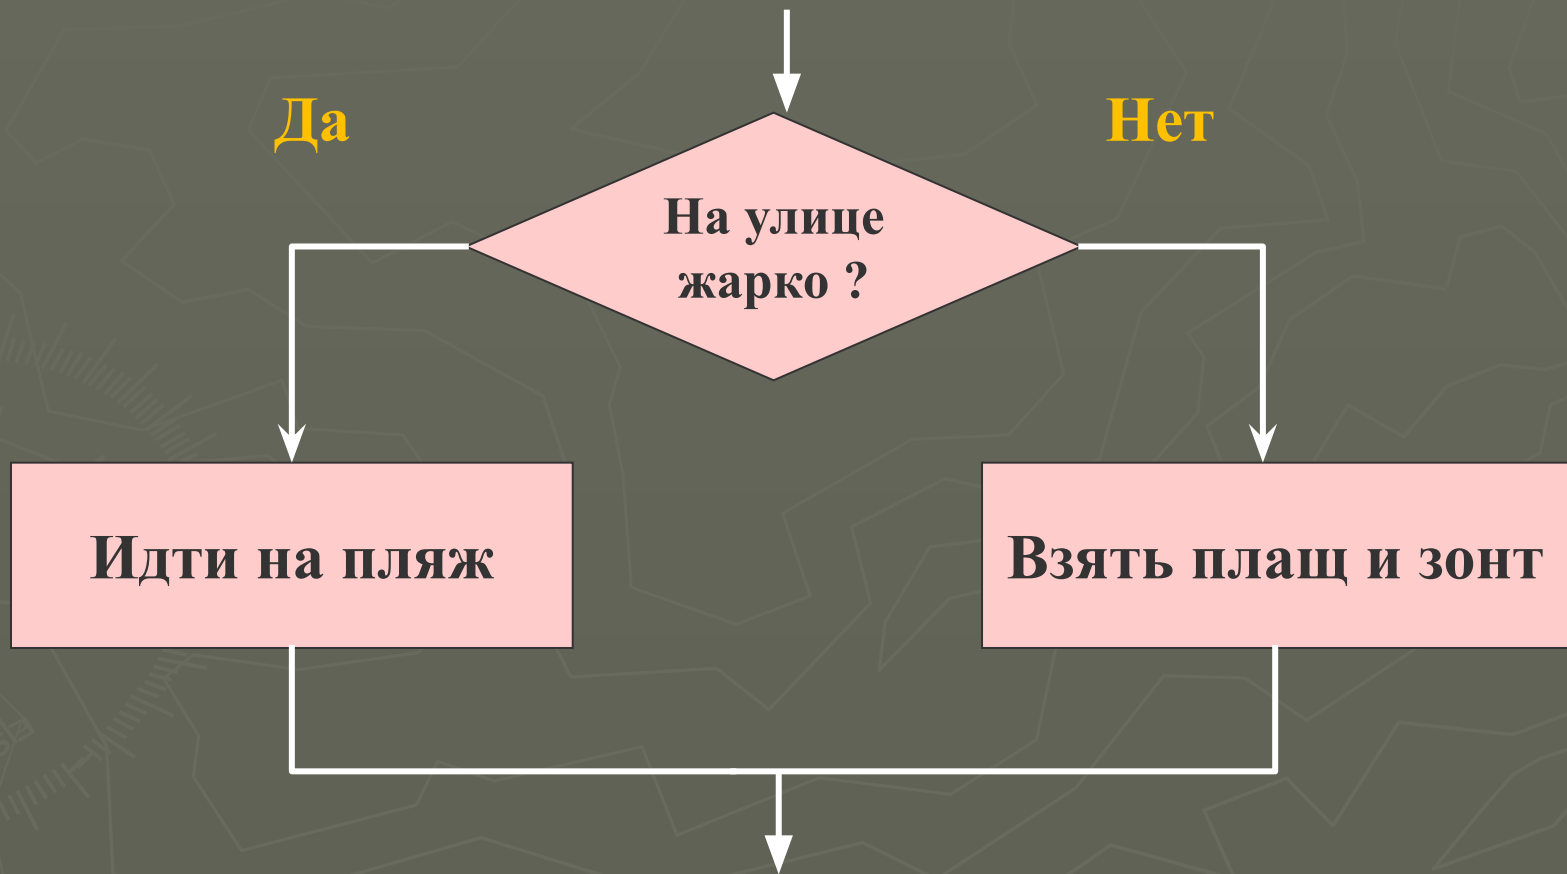 Да
Нет
На улице
жарко ?
Идти на пляж
Взять плащ и зонт